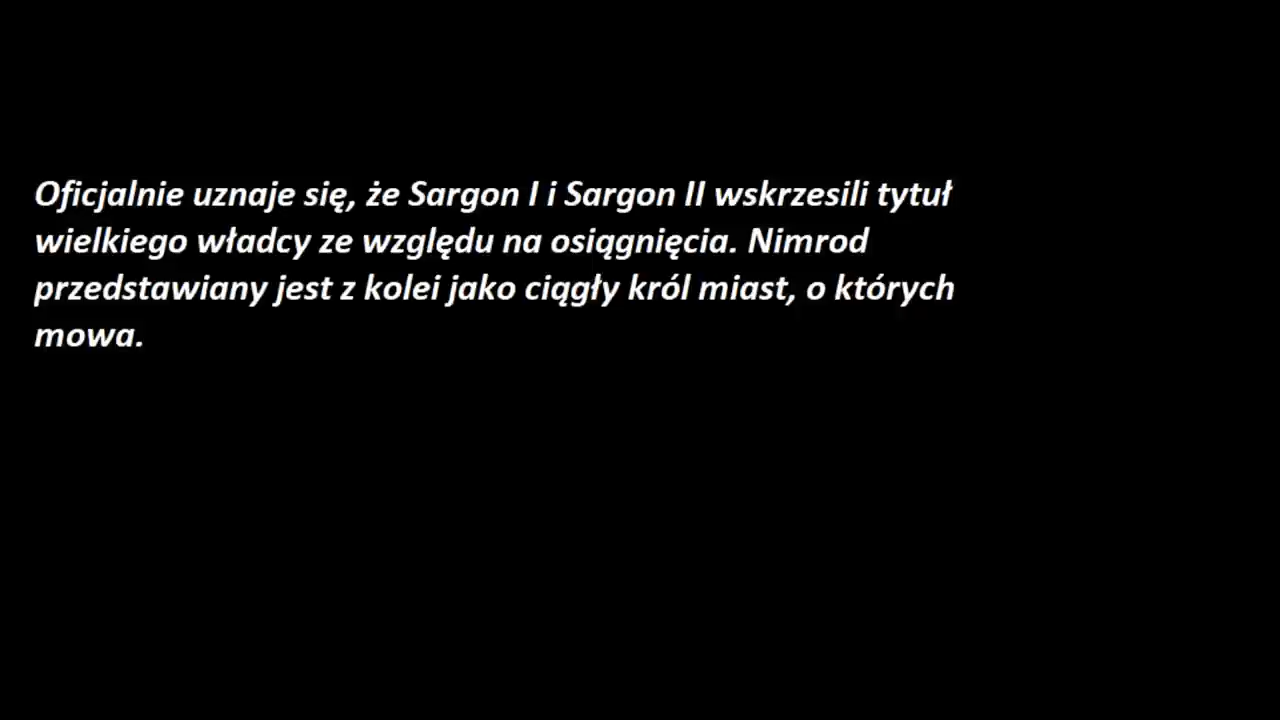 Oficjalnie uznaje się, że Sargon I i Sargon II wskrzesili tytuł
wielkiego władcy ze względu na osiągnięcia. Nimrod
przedstawiany jest z kolei jako ciągły król miast, o których
mowa.